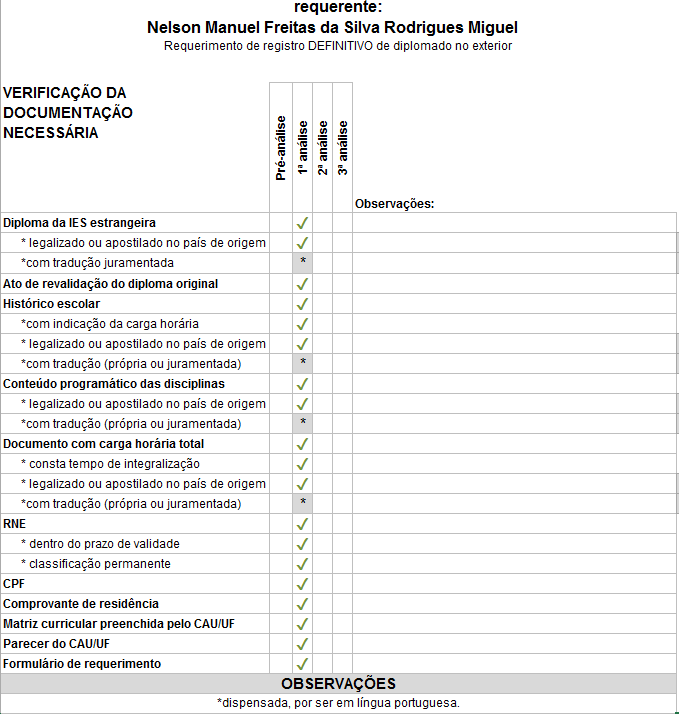 requerente:
Nelson Manuel Freitas da Silva Rodrigues Miguel
Requerimento de registro DEFINITIVO de diplomado no exterior
VERIFICAÇÃO DA
DOCUMENTAÇÃO
NECESSÁRIA
Pré-análise
1ª análise
2ª análise
3ª análise
Observações:
Diploma da IES estrangeira ✓
* legalizado ou apostilado no país de origem ✓
*com tradução juramentada *
Ato de revalidação do diploma original ✓
Histórico escolar ✓
*com indicação da carga horária ✓
* legalizado ou apostilado no país de origem ✓
*com tradução (própria ou juramentada) *
Conteúdo programático das disciplinas ✓
* legalizado ou apostilado no país de origem ✓
*com tradução (própria ou juramentada) *
Documento com carga horária total ✓
* consta tempo de integralização ✓
* legalizado ou apostilado no país de origem ✓
*com tradução (própria ou juramentada) *
RNE ✓
* dentro do prazo de validade ✓
* classificação permanente ✓
CPF ✓
Comprovante de residência ✓
Matriz curricular preenchida pelo CAU/UF ✓
Parecer do CAU/UF ✓
Formulário de requerimento ✓
OBSERVAÇÕES
*dispensada, por ser em língua portuguesa.